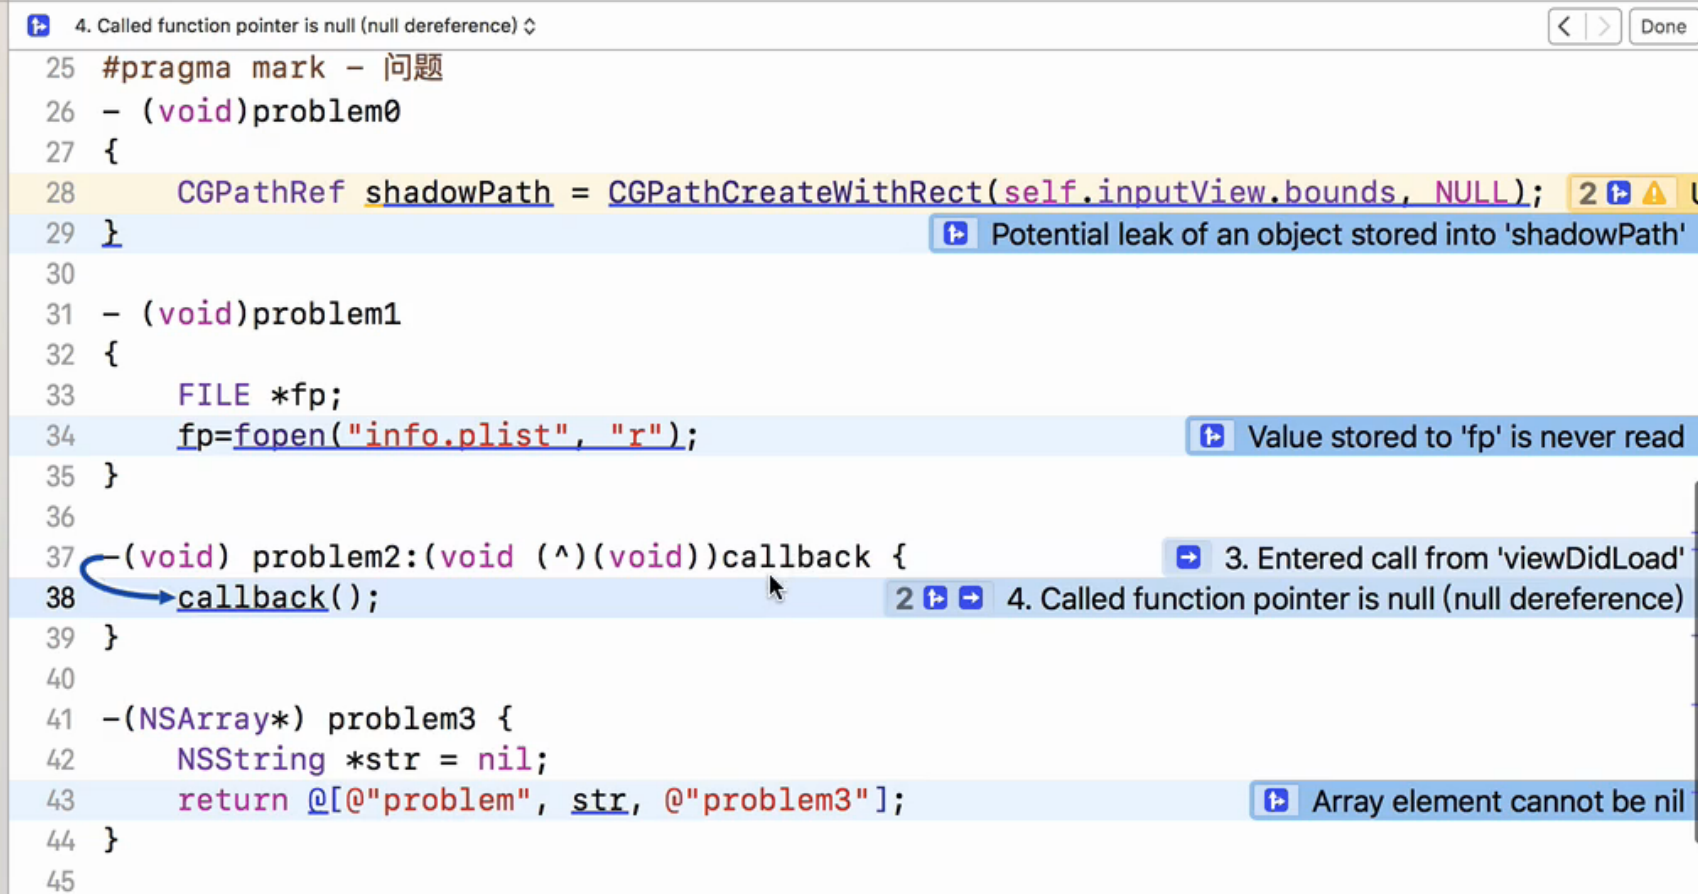 4. Called function pointer is null (null dereference)
Done
25 #pragma mark — 问题
26 - (void)problem0
27 {
28 CGPathRef shadowPath = CGPathCreateWithRect(self.inputView.bounds, NULL); 2
29 } Potential leak of an object stored into 'shadowPath'
30
31 - (void)problem1
32 {
33 FILE *fp;
34 fp=fopen("info.plist", "r"); Value stored to 'fp' is never read
35 }
36
37 -(void) problem2:(void (^)(void))callback { 3. Entered call from 'viewDidLoad'
38 callback(); 2 4. Called function pointer is null (null dereference)
39 }
40
41 -(NSArray*) problem3 {
42 NSString *str = nil;
43 return @[@"problem", str, @"problem3"]; Array element cannot be nil
44 }
45